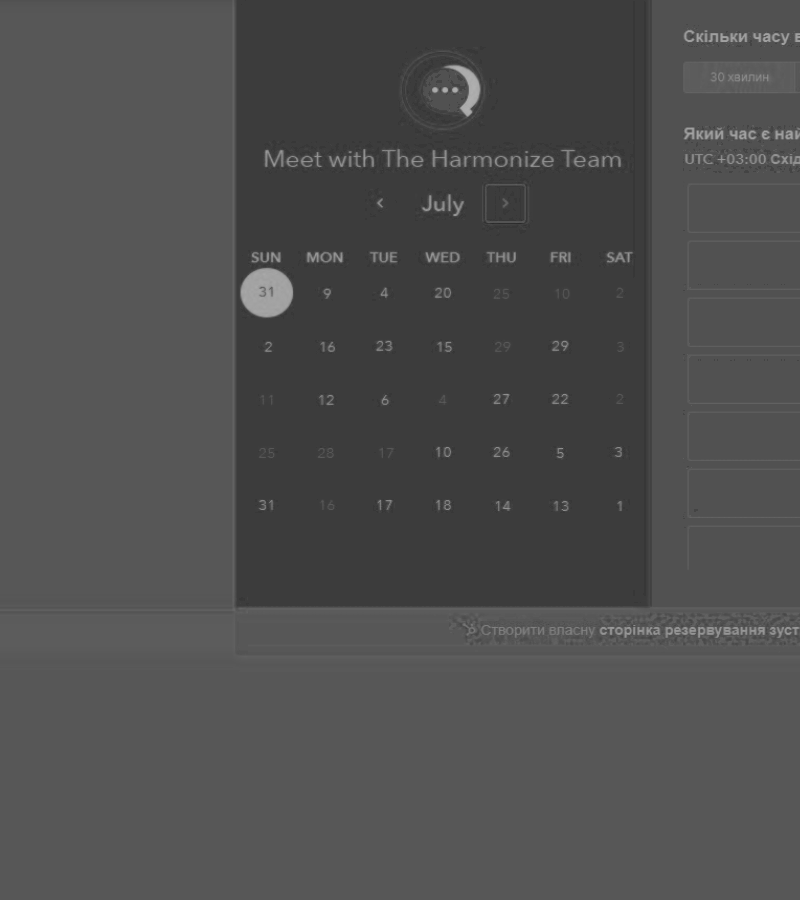 Meet with The Harmonize Team
July
SUN MON TUE WED THU FRI SAT
31 9 4 20 25 10 2
2 16 23 15 29 29 3
11 12 6 4 27 22 2
25 28 17 10 26 5 3
31 16 17 18 14 13 1
Скільки часу
30 хвилин
Який час є
UTC +03:00
Створити власну сторінка резервування